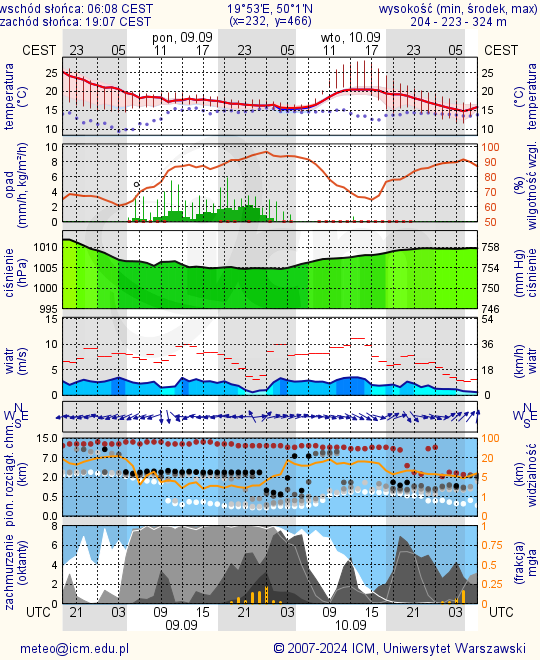 wschód słońca: 06:08 CEST 19°53'E, 50°1'N wysokość (min, środek, max)
zachód słońca: 19:07 CEST (x=232, y=466) 204 - 223 - 324 m
pon, 09.09 wto, 10.09
CEST 23 05 11 17 23 05 11 17 23 05 CEST
temperatura (°C) 25 20 15 10 25 20 15 10 (°C) temperatura
opad (mm/h, kg/m²/h) 10 8 6 4 2 0 100 90 80 70 60 50 (%) wilgotność wzgl.
ciśnienie (hPa) 1010 1005 1000 995 758 754 750 746 (mm Hg) ciśnienie
wiatr (m/s) 15 10 5 0 54 36 18 0 (km/h) wiatr
N W E S N W E S
pion. rozciągł. chm. (km) 15.0 7.0 2.0 0.5 0.0 100 20 5 1 0 (km) widzialność
zachmurzenie (oktanty) 8 6 4 2 0 1 0.75 0.5 0.25 0 (frakcja) mgła
UTC 21 03 09 15 21 03 09 15 21 03 UTC
09.09 10.09
meteo@icm.edu.pl © 2007-2024 ICM, Uniwersytet Warszawski